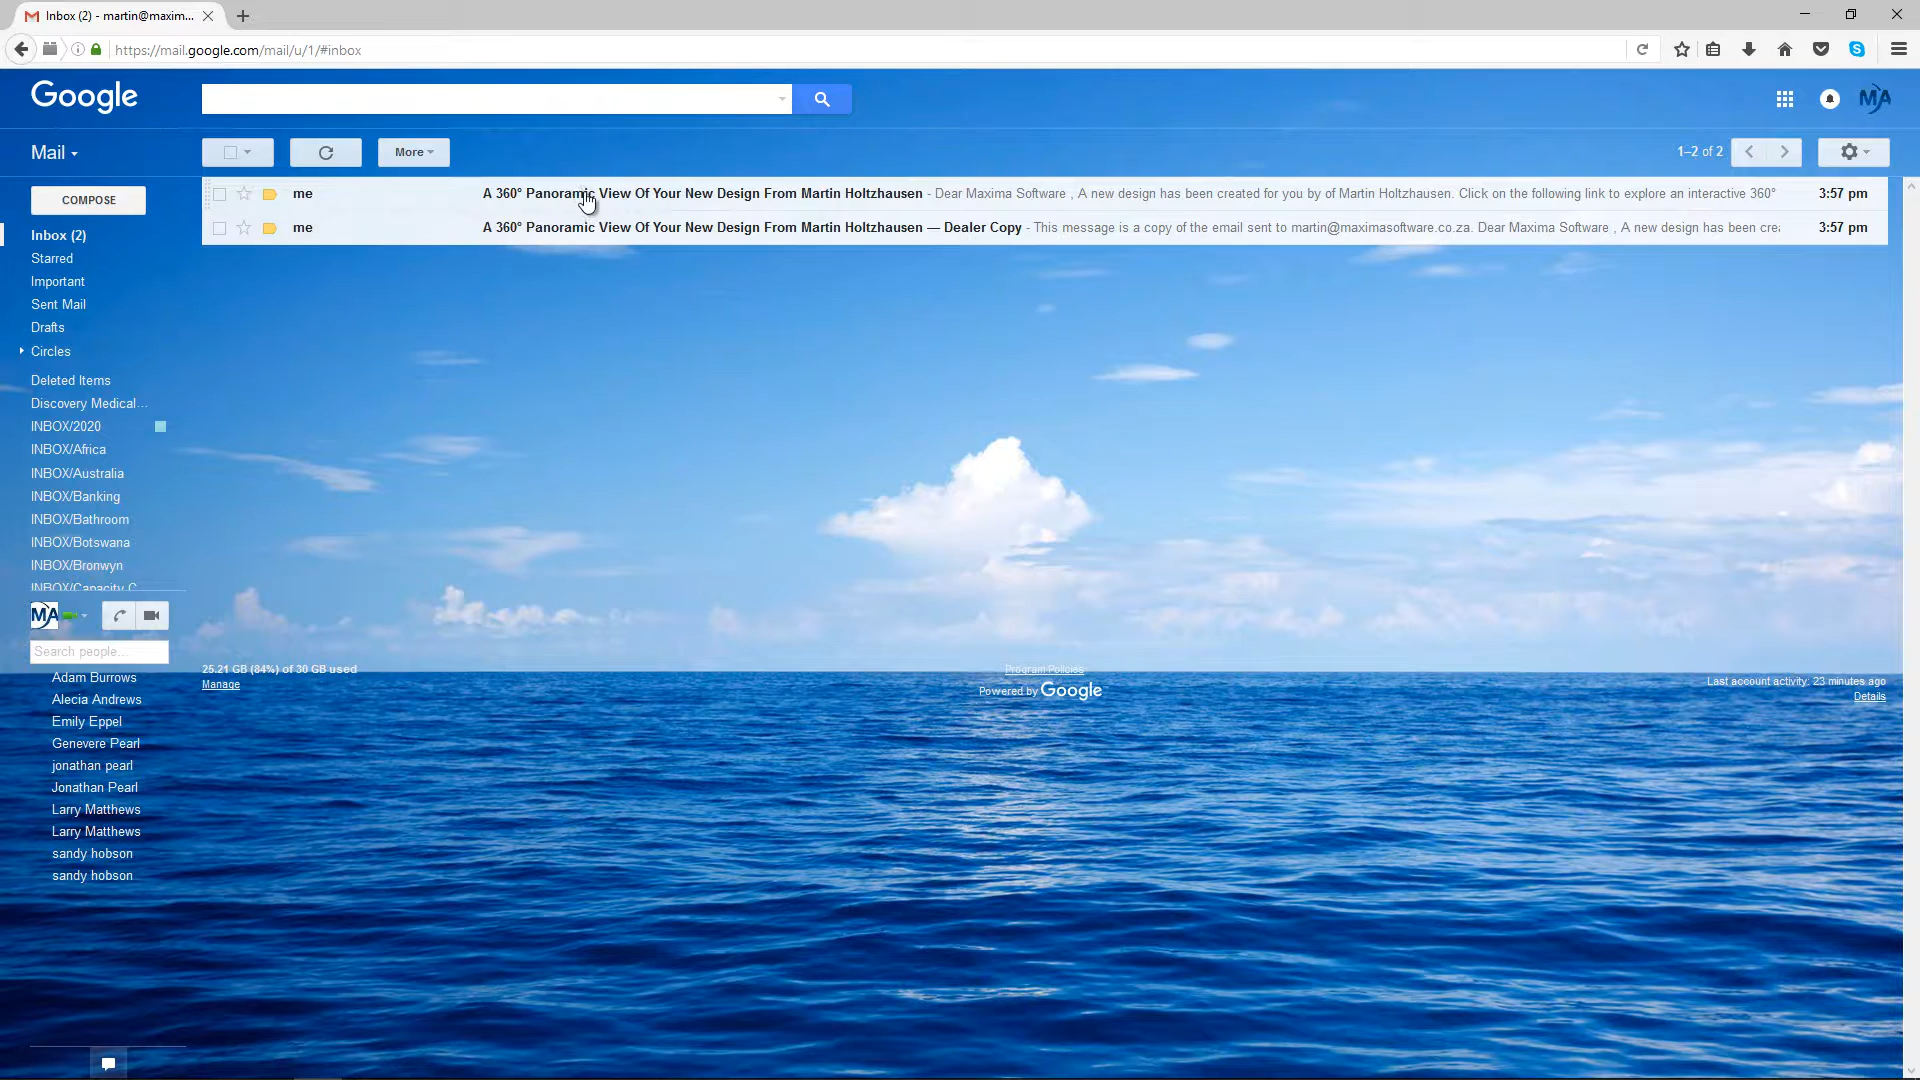 Inbox (2) - martin@maxim...
https://mail.google.com/mail/u/1/#inbox
Google
MA
Mail
More
1–2 of 2
COMPOSE
me A 360° Panoramic View Of Your New Design From Martin Holtzhausen - Dear Maxima Software , A new design has been created for you by of Martin Holtzhausen. Click on the following link to explore an interactive 360° 3:57 pm
me A 360° Panoramic View Of Your New Design From Martin Holtzhausen — Dealer Copy - This message is a copy of the email sent to martin@maximasoftware.co.za. Dear Maxima Software , A new design has been crea 3:57 pm
Inbox (2)
Starred
Important
Sent Mail
Drafts
Circles
Deleted Items
Discovery Medical...
INBOX/2020
INBOX/Africa
INBOX/Australia
INBOX/Banking
INBOX/Bathroom
INBOX/Botswana
INBOX/Bronwyn
INBOX/Capacity C
MA
Search people...
Adam Burrows
Alecia Andrews
Emily Eppel
Genevere Pearl
jonathan pearl
Jonathan Pearl
Larry Matthews
Larry Matthews
sandy hobson
sandy hobson
25.21 GB (84%) of 30 GB used
Manage
Program Policies
Powered by Google
Last account activity: 23 minutes ago
Details